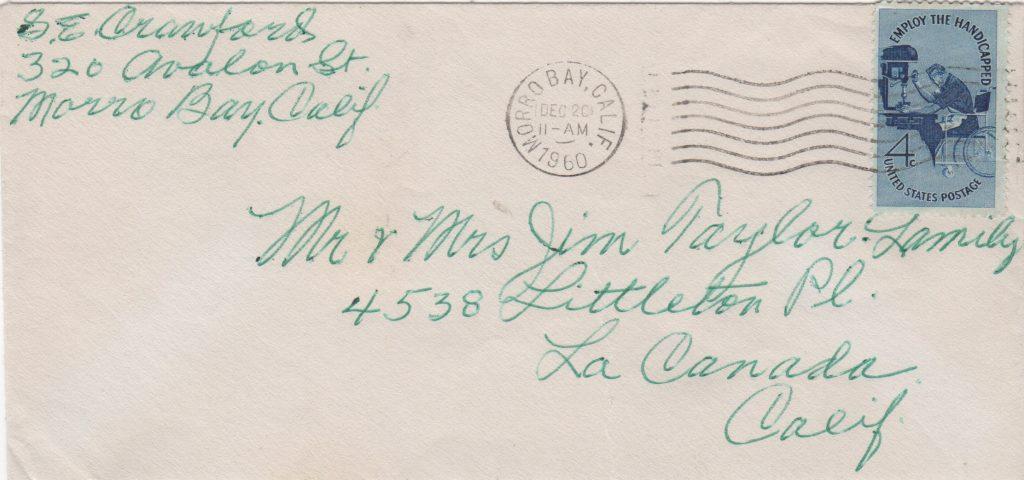 S.E. Crawford
320 Avalon St.
Morro Bay, Calif.
MORRO BAY, CALIF.
DEC 20
11-AM
1960
EMPLOY THE HANDICAPPED
4c
UNITED STATES POSTAGE
Mr & Mrs Jim Taylor. Family
4538 Littleton Pl.
La Canada
Calif.